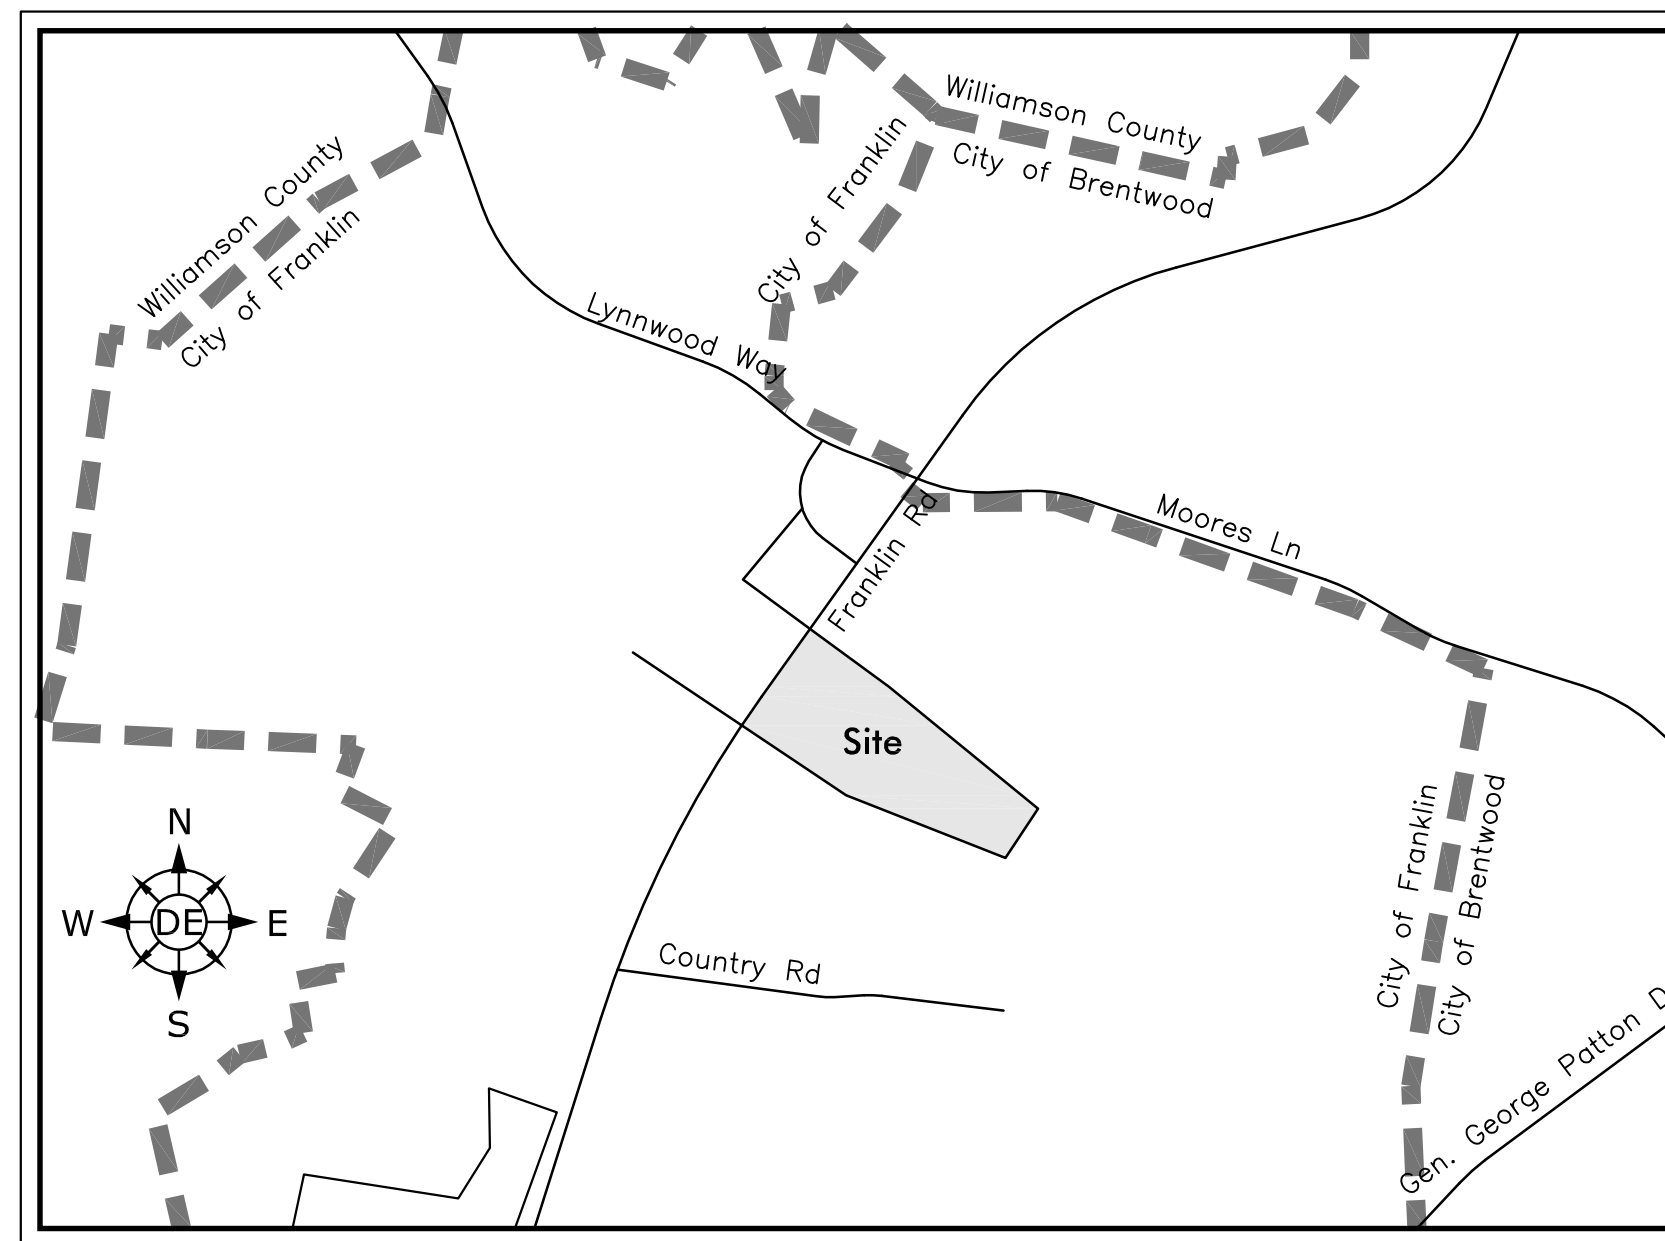 Williamson County
City of Franklin
Williamson County
City of Brentwood
City of Franklin
Lynnwood Way
Franklin Rd
Moores Ln
Site
N
W DE E
S
Country Rd
City of Franklin
City of Brentwood
Gen. George Patton D